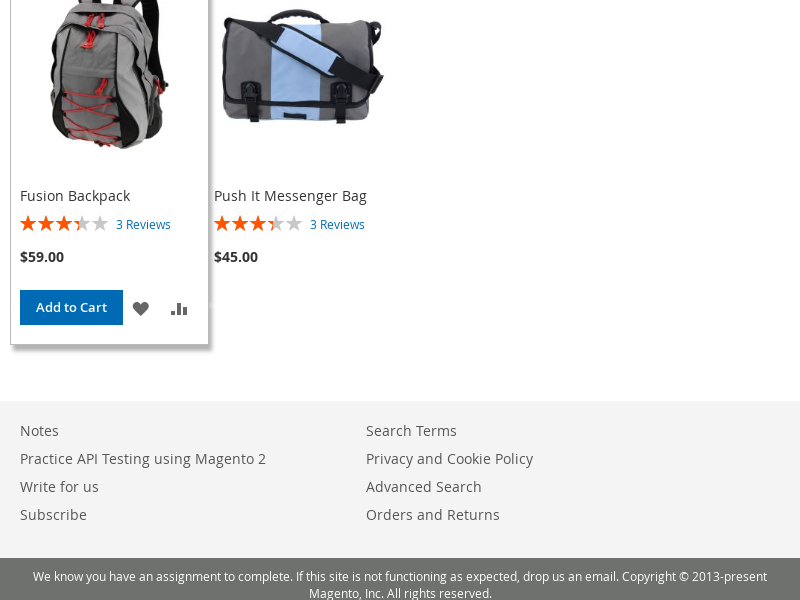 Fusion Backpack
3 Reviews
$59.00
Add to Cart
Push It Messenger Bag
3 Reviews
$45.00
Notes
Practice API Testing using Magento 2
Write for us
Subscribe
Search Terms
Privacy and Cookie Policy
Advanced Search
Orders and Returns
We know you have an assignment to complete. If this site is not functioning as expected, drop us an email. Copyright © 2013-present
Magento, Inc. All rights reserved.